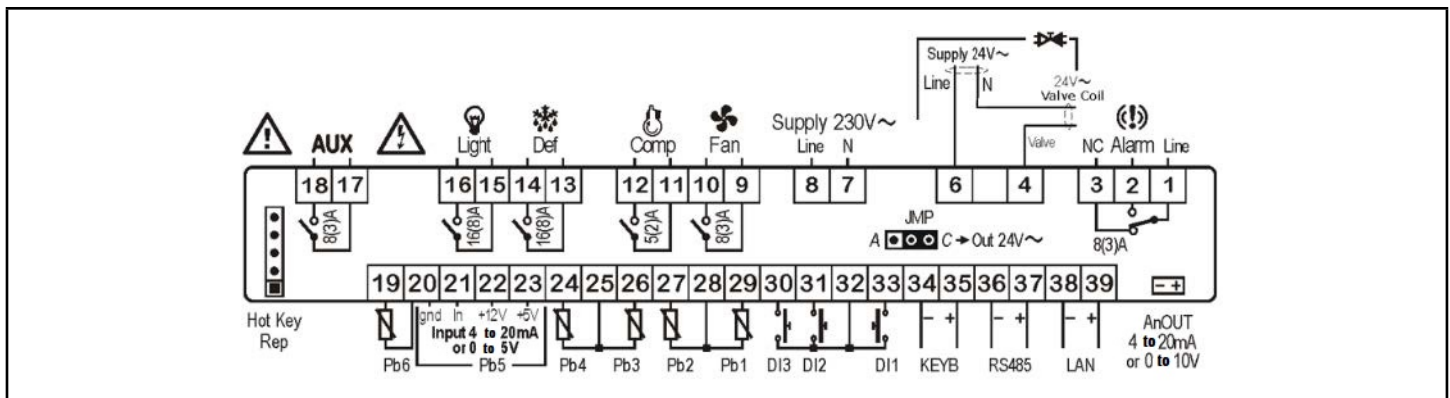 Supply 24V~
Line N
24V~
Valve Coil
AUX Light Def Comp Fan Supply 230V~
Line N
Valve
NC Alarm Line
18 17 16 15 14 13 12 11 10 9 8 7 6 4 3 2 1
8(3)A 16(8)A 16(8)A 5(2)A 8(3)A 8(3)A
JMP
A C → Out 24V~
19 20 21 22 23 24 25 26 27 28 29 30 31 32 33 34 35 36 37 38 39
- +
gnd In +12V +5V
Input 4 to 20mA
or 0 to 5V
- + - + - +
Hot Key
Rep
Pb6 Pb5 Pb4 Pb3 Pb2 Pb1 DI3 DI2 DI1 KEYB RS485 LAN
AnOUT
4 to 20mA
or 0 to 10V